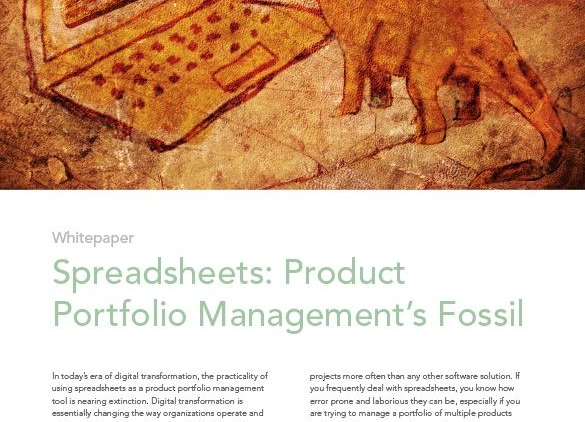 Whitepaper
Spreadsheets: Product
Portfolio Management’s Fossil
In today’s era of digital transformation, the practicality of
using spreadsheets as a product portfolio management
tool is nearing extinction. Digital transformation is
essentially changing the way organizations operate and
projects more often than any other software solution. If
you frequently deal with spreadsheets, you know how
error prone and laborious they can be, especially if you
are trying to manage a portfolio of multiple products